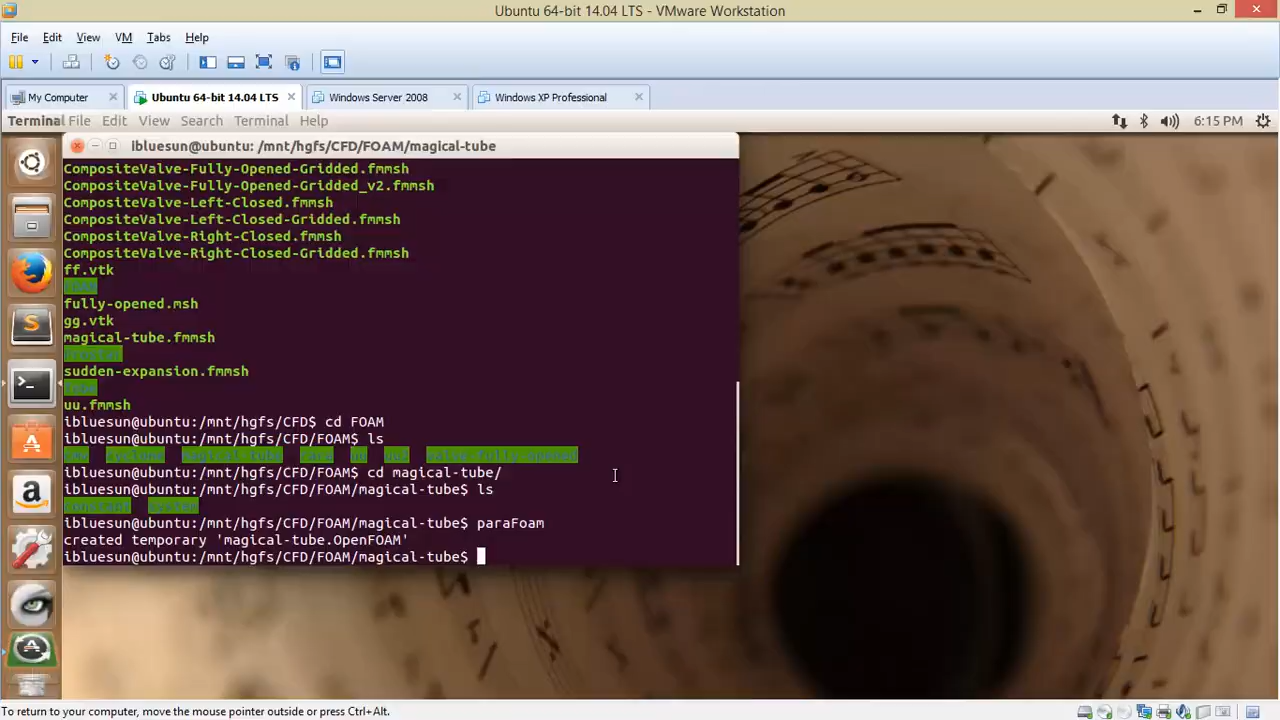 Ubuntu 64-bit 14.04 LTS - VMware Workstation
File Edit View VM Tabs Help
My Computer Ubuntu 64-bit 14.04 LTS Windows Server 2008 Windows XP Professional
Terminal File Edit View Search Terminal Help 6:15 PM
ibluesun@ubuntu: /mnt/hgfs/CFD/FOAM/magical-tube
CompositeValve-Fully-Opened-Gridded.fmmsh
CompositeValve-Fully-Opened-Gridded_v2.fmmsh
CompositeValve-Left-Closed.fmmsh
CompositeValve-Left-Closed-Gridded.fmmsh
CompositeValve-Right-Closed.fmmsh
CompositeValve-Right-Closed-Gridded.fmmsh
ff.vtk
fully-opened.msh
gg.vtk
magical-tube.fmmsh
sudden-expansion.fmmsh
uu.fmmsh
ibluesun@ubuntu:/mnt/hgfs/CFD$ cd FOAM
ibluesun@ubuntu:/mnt/hgfs/CFD/FOAM$ ls
magical-tube valve-fully-opened
ibluesun@ubuntu:/mnt/hgfs/CFD/FOAM$ cd magical-tube/
ibluesun@ubuntu:/mnt/hgfs/CFD/FOAM/magical-tube$ ls
constant system
ibluesun@ubuntu:/mnt/hgfs/CFD/FOAM/magical-tube$ paraFoam
created temporary 'magical-tube.OpenFOAM'
ibluesun@ubuntu:/mnt/hgfs/CFD/FOAM/magical-tube$
To return to your computer, move the mouse pointer outside or press Ctrl+Alt.